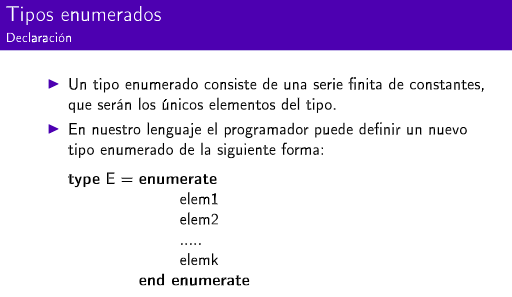 Tipos enumerados
Declaración
Un tipo enumerado consiste de una serie finita de constantes,
que serán los únicos elementos del tipo.
En nuestro lenguaje el programador puede definir un nuevo
tipo enumerado de la siguiente forma:
type E = enumerate
elem1
elem2
.....
elemk
end enumerate